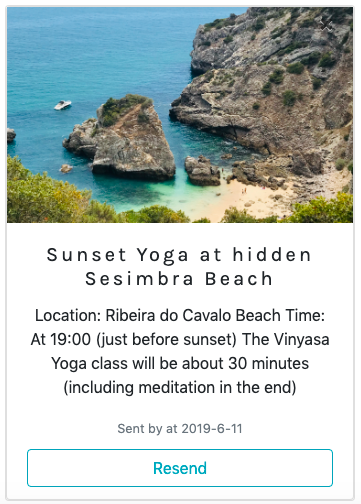 Sunset Yoga at hidden
Sesimbra Beach
Location: Ribeira do Cavalo Beach Time:
At 19:00 (just before sunset) The Vinyasa
Yoga class will be about 30 minutes
(including meditation in the end)
Sent by at 2019-6-11
Resend